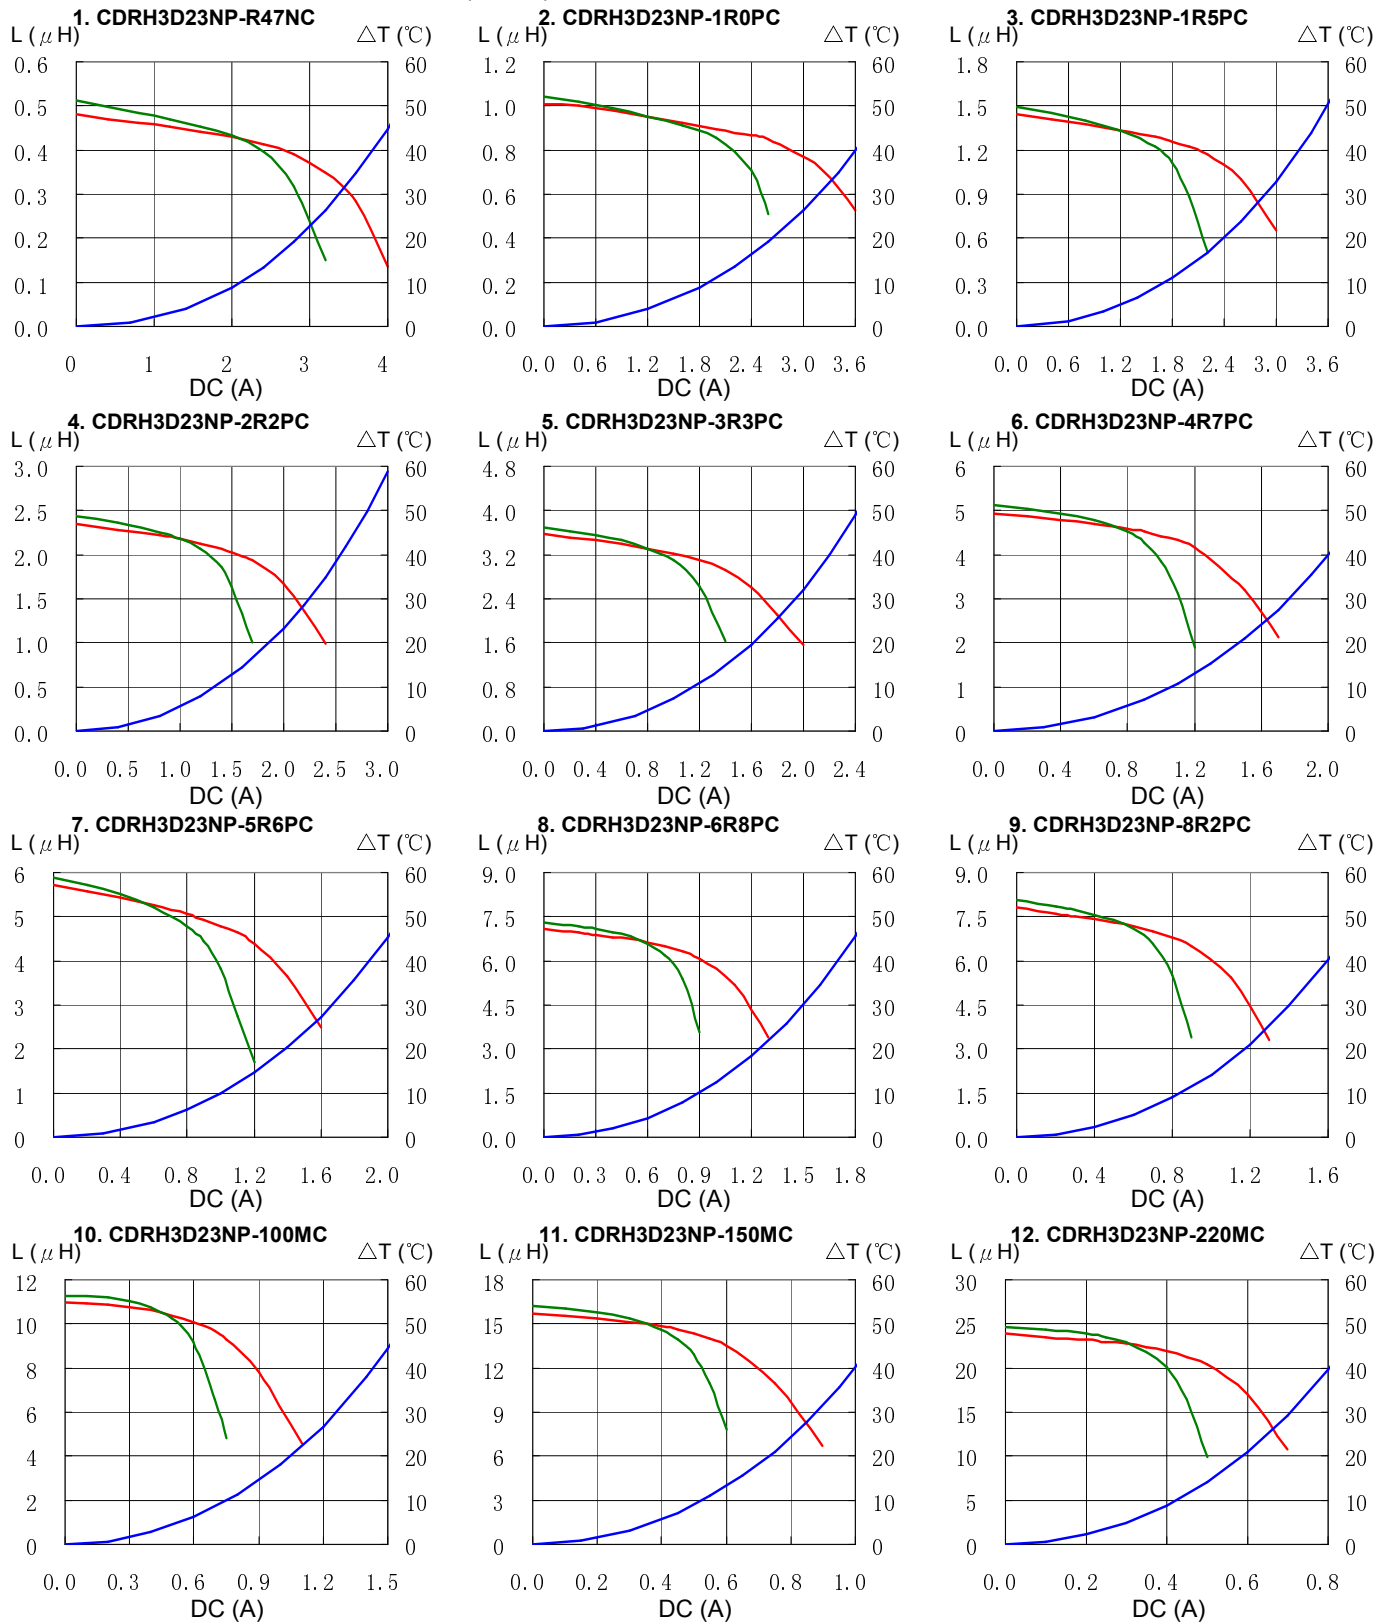 1. CDRH3D23NP-R47NC
L ( μ H) △T (℃)
0.6 60
0.5 50
0.4 40
0.3 30
0.2 20
0.1 10
0.0 0
0 1 2 3 4
DC (A)
2. CDRH3D23NP-1R0PC
L ( μ H) △T (℃)
1.2 60
1.0 50
0.8 40
0.6 30
0.4 20
0.2 10
0.0 0
0.0 0.6 1.2 1.8 2.4 3.0 3.6
DC (A)
3. CDRH3D23NP-1R5PC
L ( μ H) △T (℃)
1.8 60
1.5 50
1.2 40
0.9 30
0.6 20
0.3 10
0.0 0
0.0 0.6 1.2 1.8 2.4 3.0 3.6
DC (A)
4. CDRH3D23NP-2R2PC
L ( μ H) △T (℃)
3.0 60
2.5 50
2.0 40
1.5 30
1.0 20
0.5 10
0.0 0
0.0 0.5 1.0 1.5 2.0 2.5 3.0
DC (A)
5. CDRH3D23NP-3R3PC
L ( μ H) △T (℃)
4.8 60
4.0 50
3.2 40
2.4 30
1.6 20
0.8 10
0.0 0
0.0 0.4 0.8 1.2 1.6 2.0 2.4
DC (A)
6. CDRH3D23NP-4R7PC
L ( μ H) △T (℃)
6 60
5 50
4 40
3 30
2 20
1 10
0 0
0.0 0.4 0.8 1.2 1.6 2.0
DC (A)
7. CDRH3D23NP-5R6PC
L ( μ H) △T (℃)
6 60
5 50
4 40
3 30
2 20
1 10
0 0
0.0 0.4 0.8 1.2 1.6 2.0
DC (A)
8. CDRH3D23NP-6R8PC
L ( μ H) △T (℃)
9.0 60
7.5 50
6.0 40
4.5 30
3.0 20
1.5 10
0.0 0
0.0 0.3 0.6 0.9 1.2 1.5 1.8
DC (A)
9. CDRH3D23NP-8R2PC
L ( μ H) △T (℃)
9.0 60
7.5 50
6.0 40
4.5 30
3.0 20
1.5 10
0.0 0
0.0 0.4 0.8 1.2 1.6
DC (A)
10. CDRH3D23NP-100MC
L ( μ H) △T (℃)
12 60
10 50
8 40
6 30
4 20
2 10
0 0
0.0 0.3 0.6 0.9 1.2 1.5
DC (A)
11. CDRH3D23NP-150MC
L ( μ H) △T (℃)
18 60
15 50
12 40
9 30
6 20
3 10
0 0
0.0 0.2 0.4 0.6 0.8 1.0
DC (A)
12. CDRH3D23NP-220MC
L ( μ H) △T (℃)
30 60
25 50
20 40
15 30
10 20
5 10
0 0
0.0 0.2 0.4 0.6 0.8
DC (A)